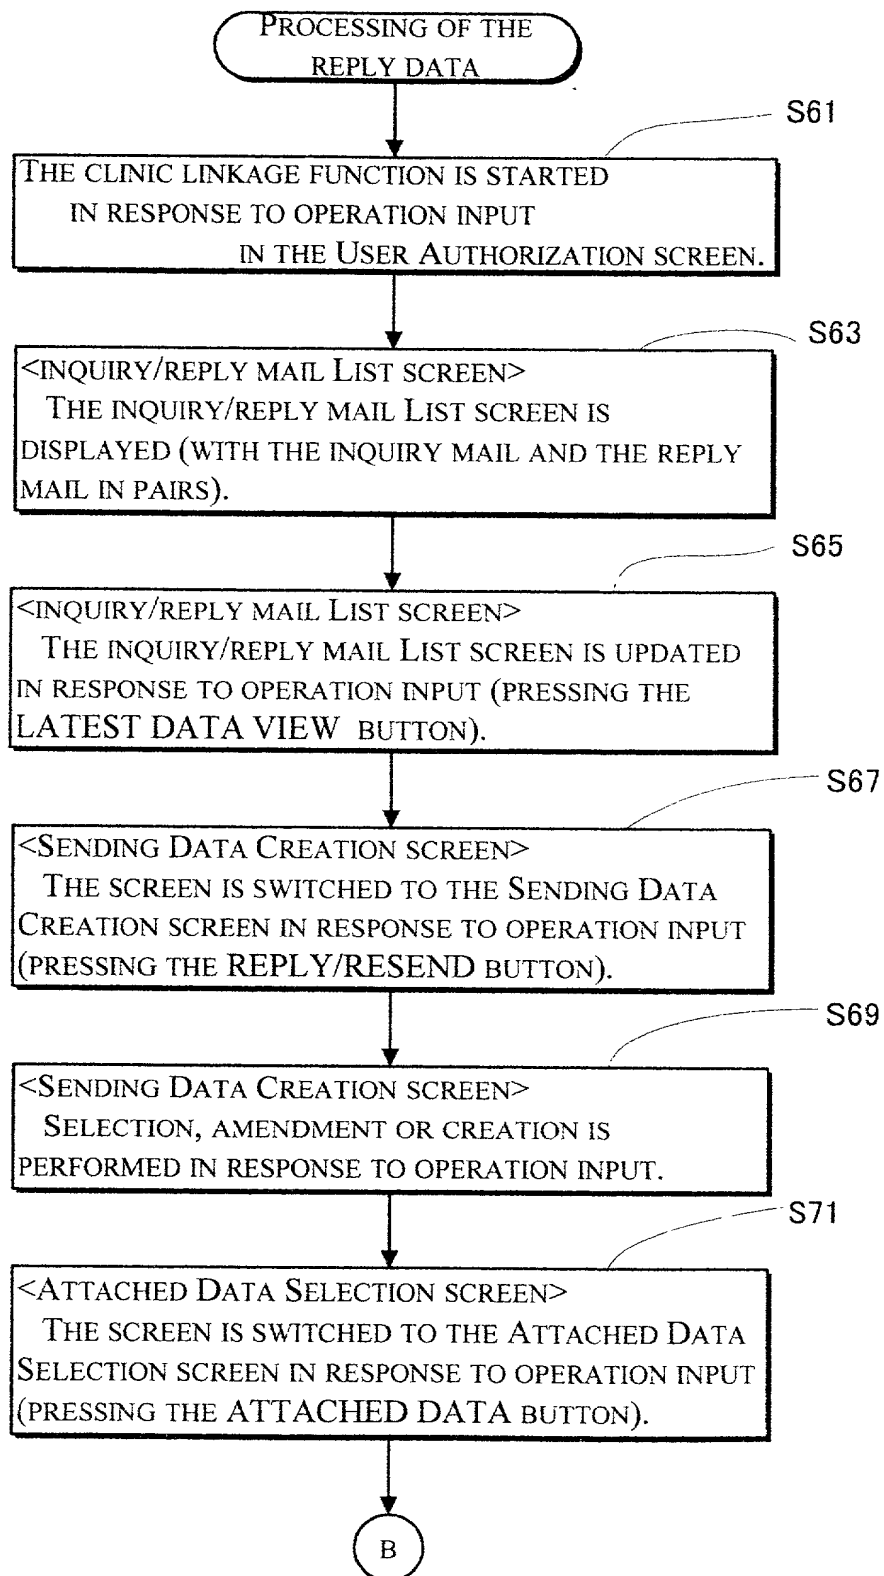 PROCESSING OF THE
REPLY DATA
S61
THE CLINIC LINKAGE FUNCTION IS STARTED
IN RESPONSE TO OPERATION INPUT
IN THE USER AUTHORIZATION SCREEN.
S63
<INQUIRY/REPLY MAIL LIST SCREEN>
THE INQUIRY/REPLY MAIL LIST SCREEN IS
DISPLAYED (WITH THE INQUIRY MAIL AND THE REPLY
MAIL IN PAIRS).
S65
<INQUIRY/REPLY MAIL LIST SCREEN>
THE INQUIRY/REPLY MAIL LIST SCREEN IS UPDATED
IN RESPONSE TO OPERATION INPUT (PRESSING THE
LATEST DATA VIEW BUTTON).
S67
<SENDING DATA CREATION SCREEN>
THE SCREEN IS SWITCHED TO THE SENDING DATA
CREATION SCREEN IN RESPONSE TO OPERATION INPUT
(PRESSING THE REPLY/RESEND BUTTON).
S69
<SENDING DATA CREATION SCREEN>
SELECTION, AMENDMENT OR CREATION IS
PERFORMED IN RESPONSE TO OPERATION INPUT.
S71
<ATTACHED DATA SELECTION SCREEN>
THE SCREEN IS SWITCHED TO THE ATTACHED DATA
SELECTION SCREEN IN RESPONSE TO OPERATION INPUT
(PRESSING THE ATTACHED DATA BUTTON).
B